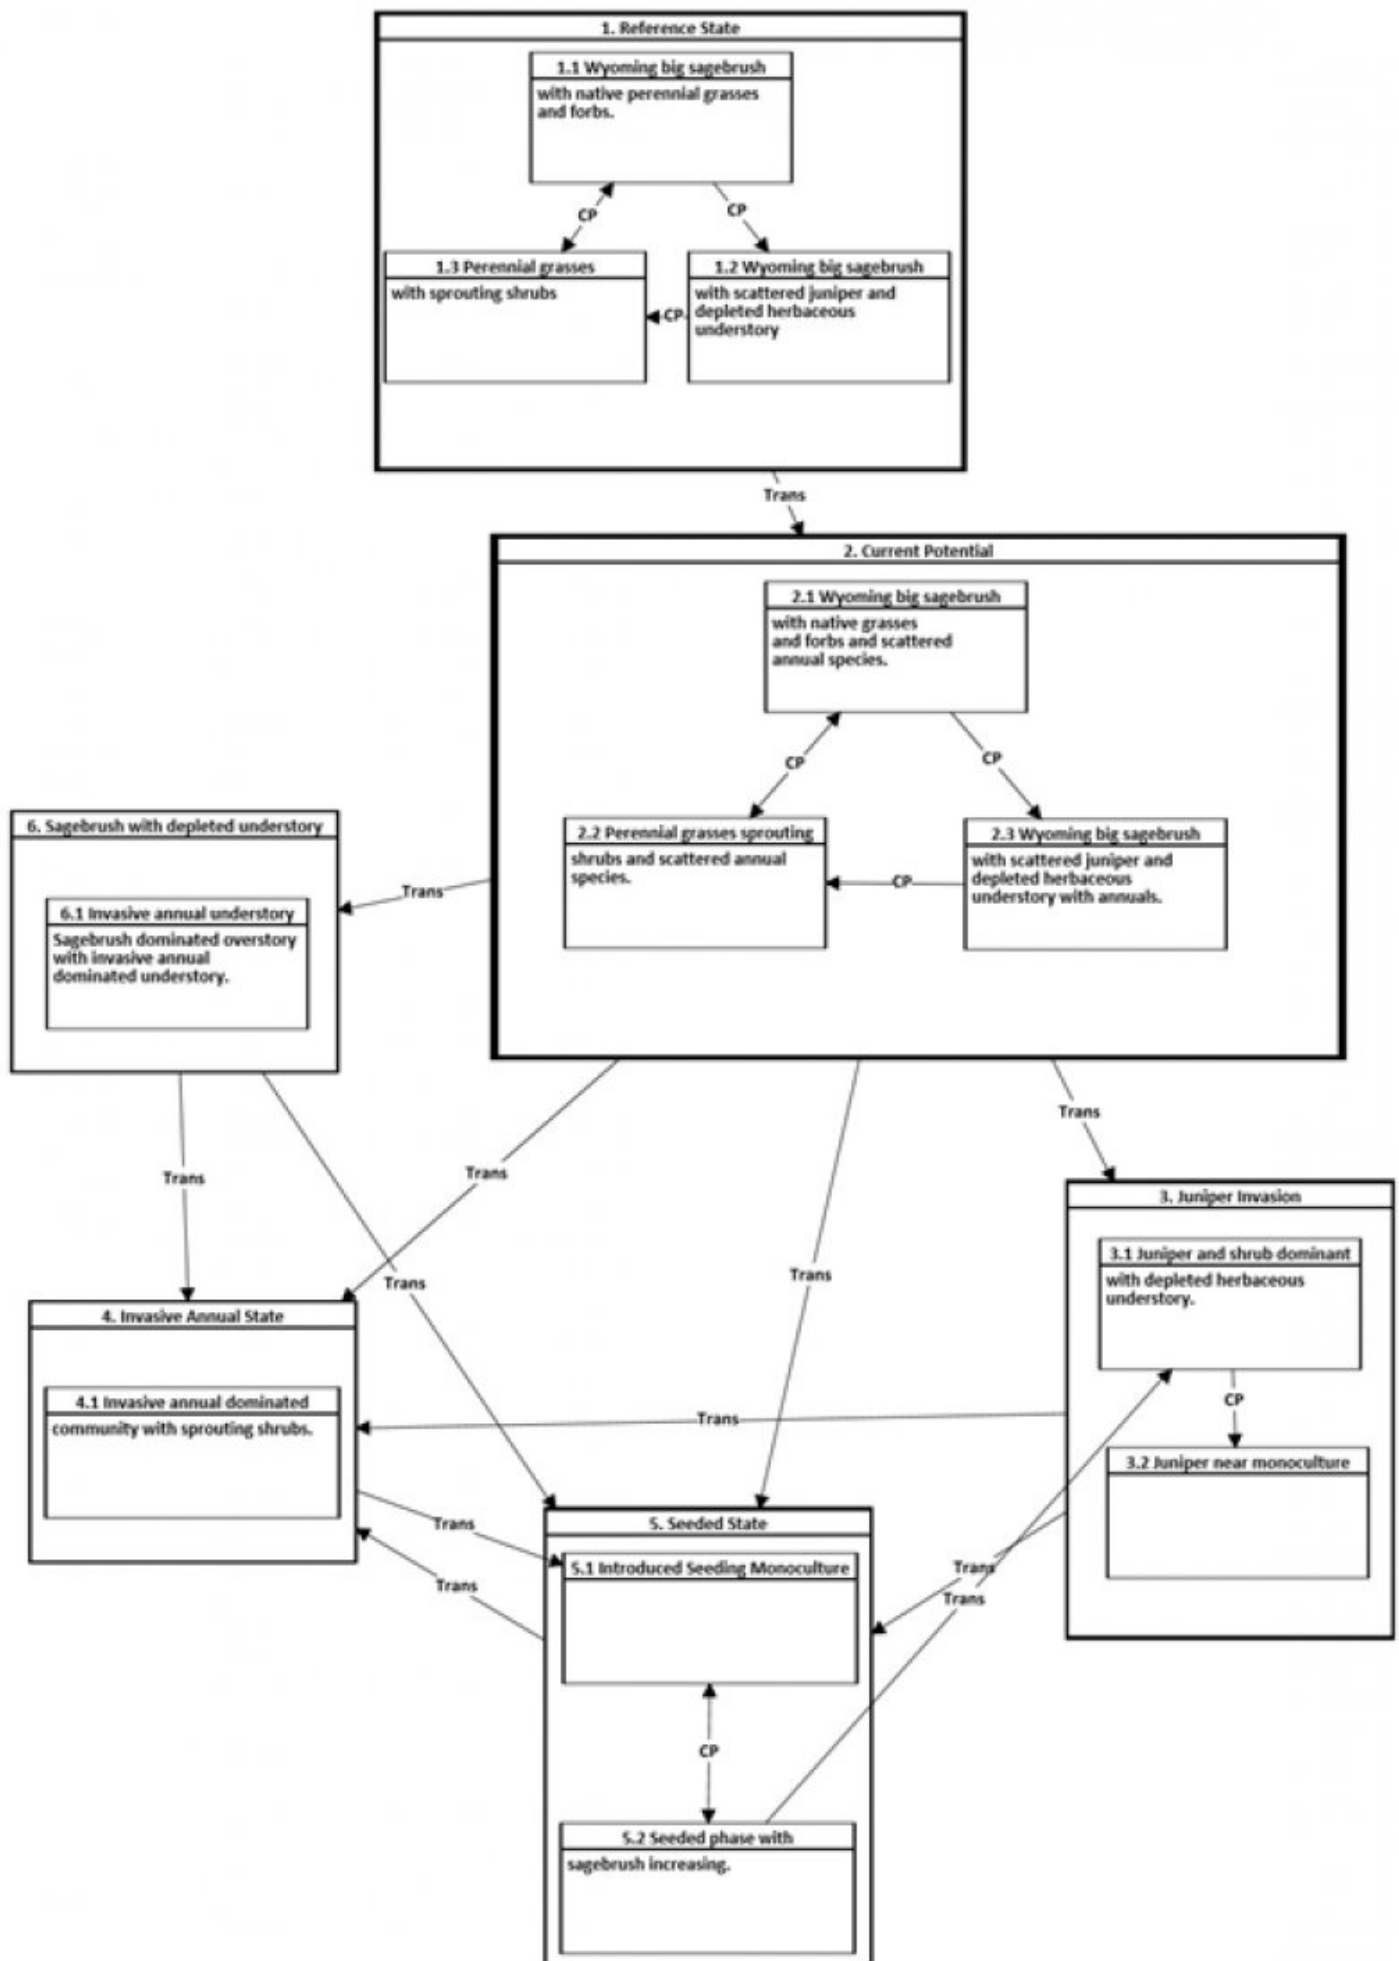 1. Reference State
1.1 Wyoming big sagebrush
with native perennial grasses
and forbs.
CP
CP
1.3 Perennial grasses
with sprouting shrubs
CP
1.2 Wyoming big sagebrush
with scattered juniper and
depleted herbaceous
understory
Trans
2. Current Potential
2.1 Wyoming big sagebrush
with native grasses
and forbs and scattered
annual species.
CP
CP
2.2 Perennial grasses sprouting
shrubs and scattered annual
species.
CP
2.3 Wyoming big sagebrush
with scattered juniper and
depleted herbaceous
understory with annuals.
6. Sagebrush with depleted understory
6.1 Invasive annual understory
Sagebrush dominated overstory
with invasive annual
dominated understory.
Trans
Trans
Trans
Trans
Trans
Trans
3. Juniper Invasion
3.1 Juniper and shrub dominant
with depleted herbaceous
understory.
CP
3.2 Juniper near monoculture
4. Invasive Annual State
4.1 Invasive annual dominated
community with sprouting shrubs.
Trans
Trans
Trans
5. Seeded State
5.1 Introduced Seeding Monoculture
Trans
Trans
CP
5.2 Seeded phase with
sagebrush increasing.